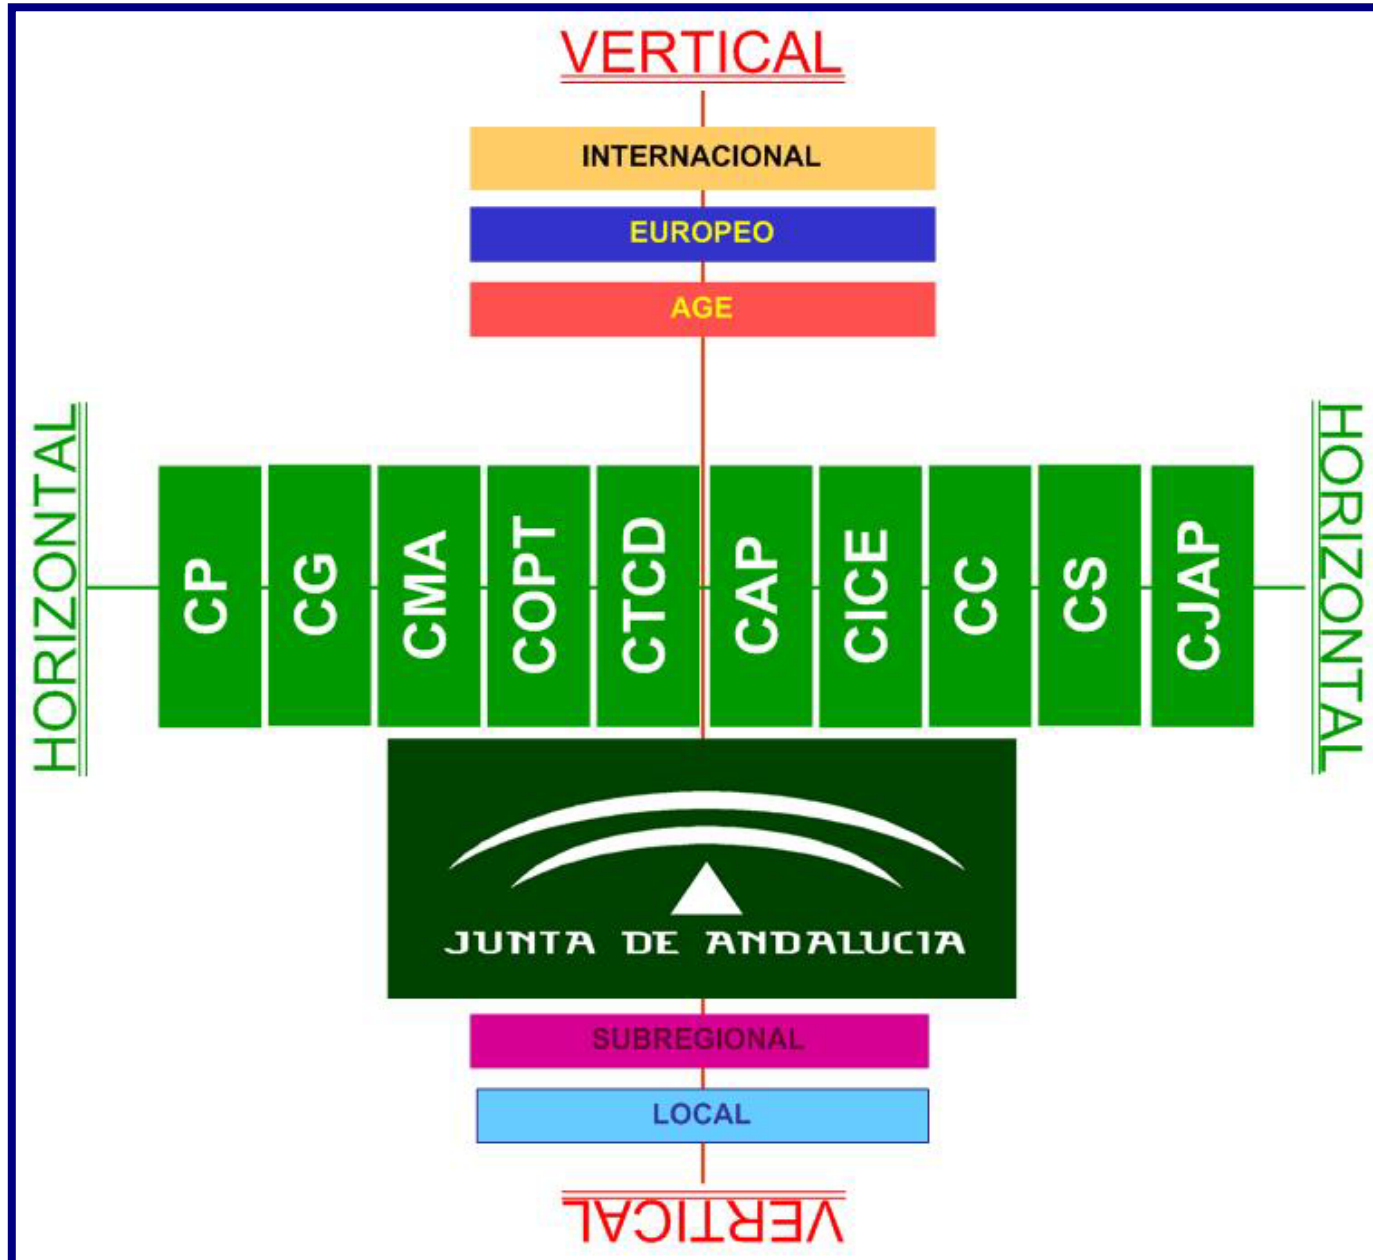 VERTICAL
INTERNACIONAL
EUROPEO
AGE
HORIZONTAL
CP
CG
CMA
COPT
CTCD
CAP
CICE
CC
CS
CJAP
HORIZONTAL
JUNTA DE ANDALUCIA
SUBREGIONAL
LOCAL
VERTICAL